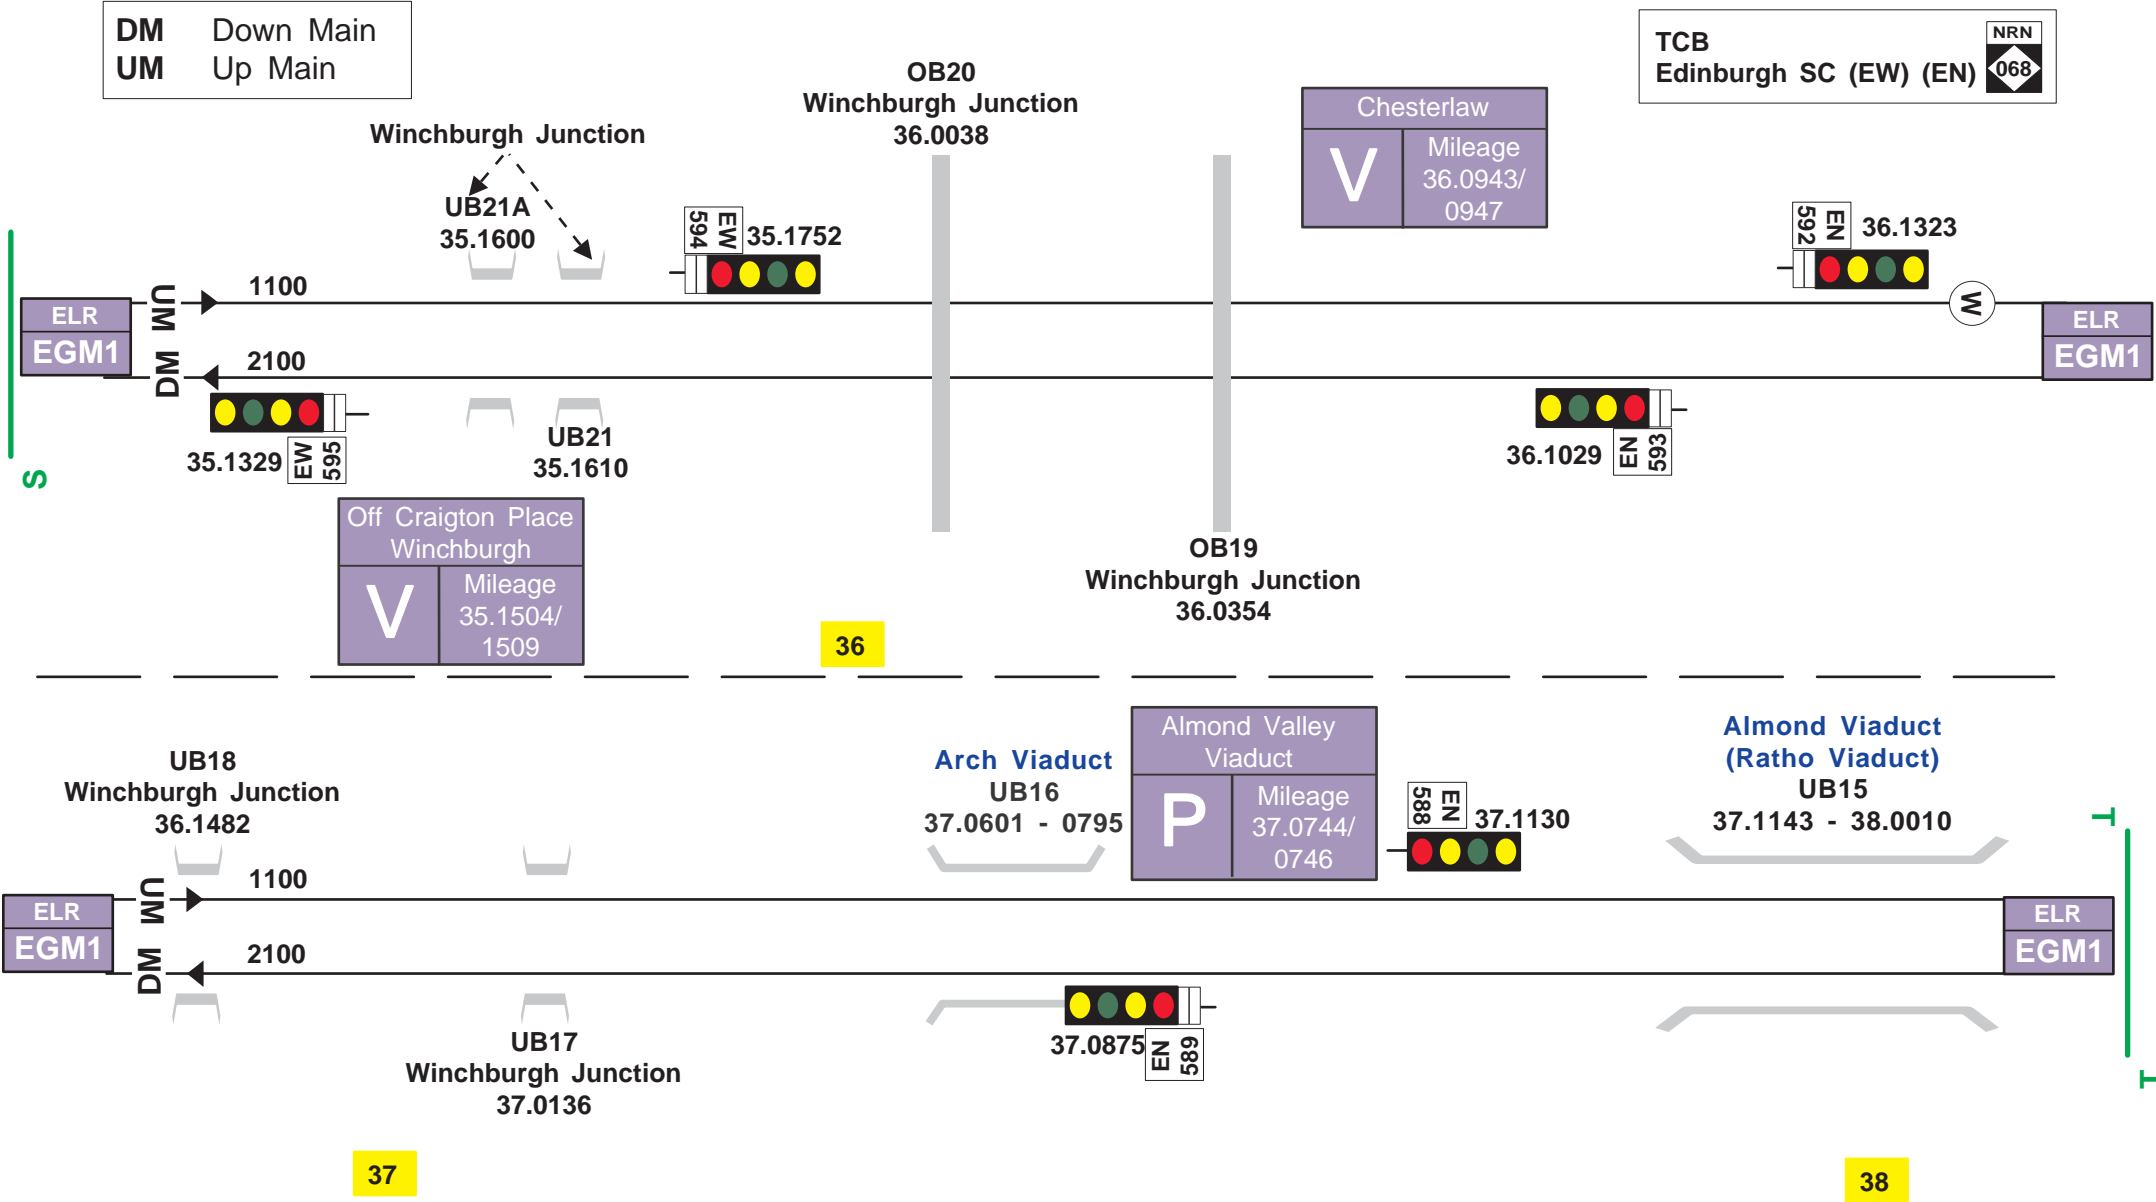 DM Down Main
UM Up Main
TCB
Edinburgh SC (EW) (EN)
NRN
068
OB20
Winchburgh Junction
36.0038
Chesterlaw
V
Mileage
36.0943/
0947
Winchburgh Junction
UB21A
35.1600
EW
594
35.1752
EN
592
36.1323
ELR
EGM1
UM
1100
W
ELR
EGM1
DM
2100
35.1329
EW
595
UB21
35.1610
36.1029
EN
593
S
Off Craigton Place
Winchburgh
V
Mileage
35.1504/
1509
OB19
Winchburgh Junction
36.0354
36
UB18
Winchburgh Junction
36.1482
Arch Viaduct
UB16
37.0601 - 0795
Almond Valley
Viaduct
P
Mileage
37.0744/
0746
EN
588
37.1130
Almond Viaduct
(Ratho Viaduct)
UB15
37.1143 - 38.0010
T
ELR
EGM1
UM
1100
ELR
EGM1
DM
2100
UB17
Winchburgh Junction
37.0136
37.0875
EN
589
T
37
38